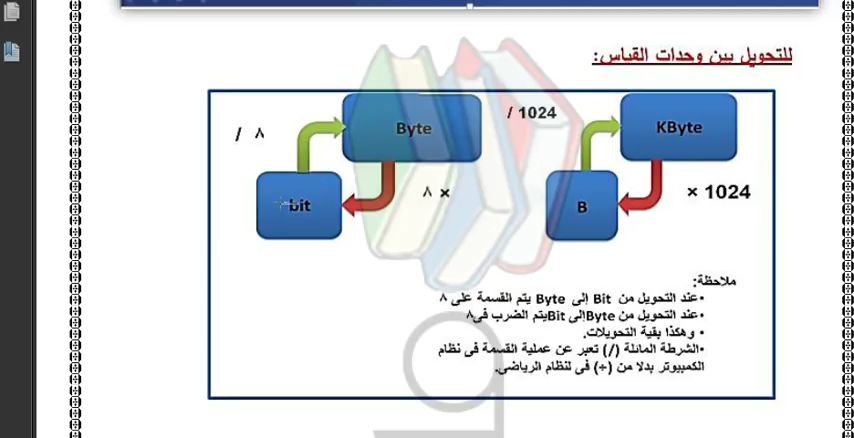 للتحويل بين وحدات القياس:
/ ٨
Byte
/ 1024
KByte
bit
٨ ×
B
× 1024
ملاحظة:
•عند التحويل من Bit إلى Byte يتم القسمة على ٨
•عند التحويل من Byteإلى Bitيتم الضرب فى٨
• وهكذا بقية التحويلات.
•الشرطة المائلة (/) تعبر عن عملية القسمة فى نظام
الكمبيوتر بدلا من (÷) فى لنظام الرياضى.